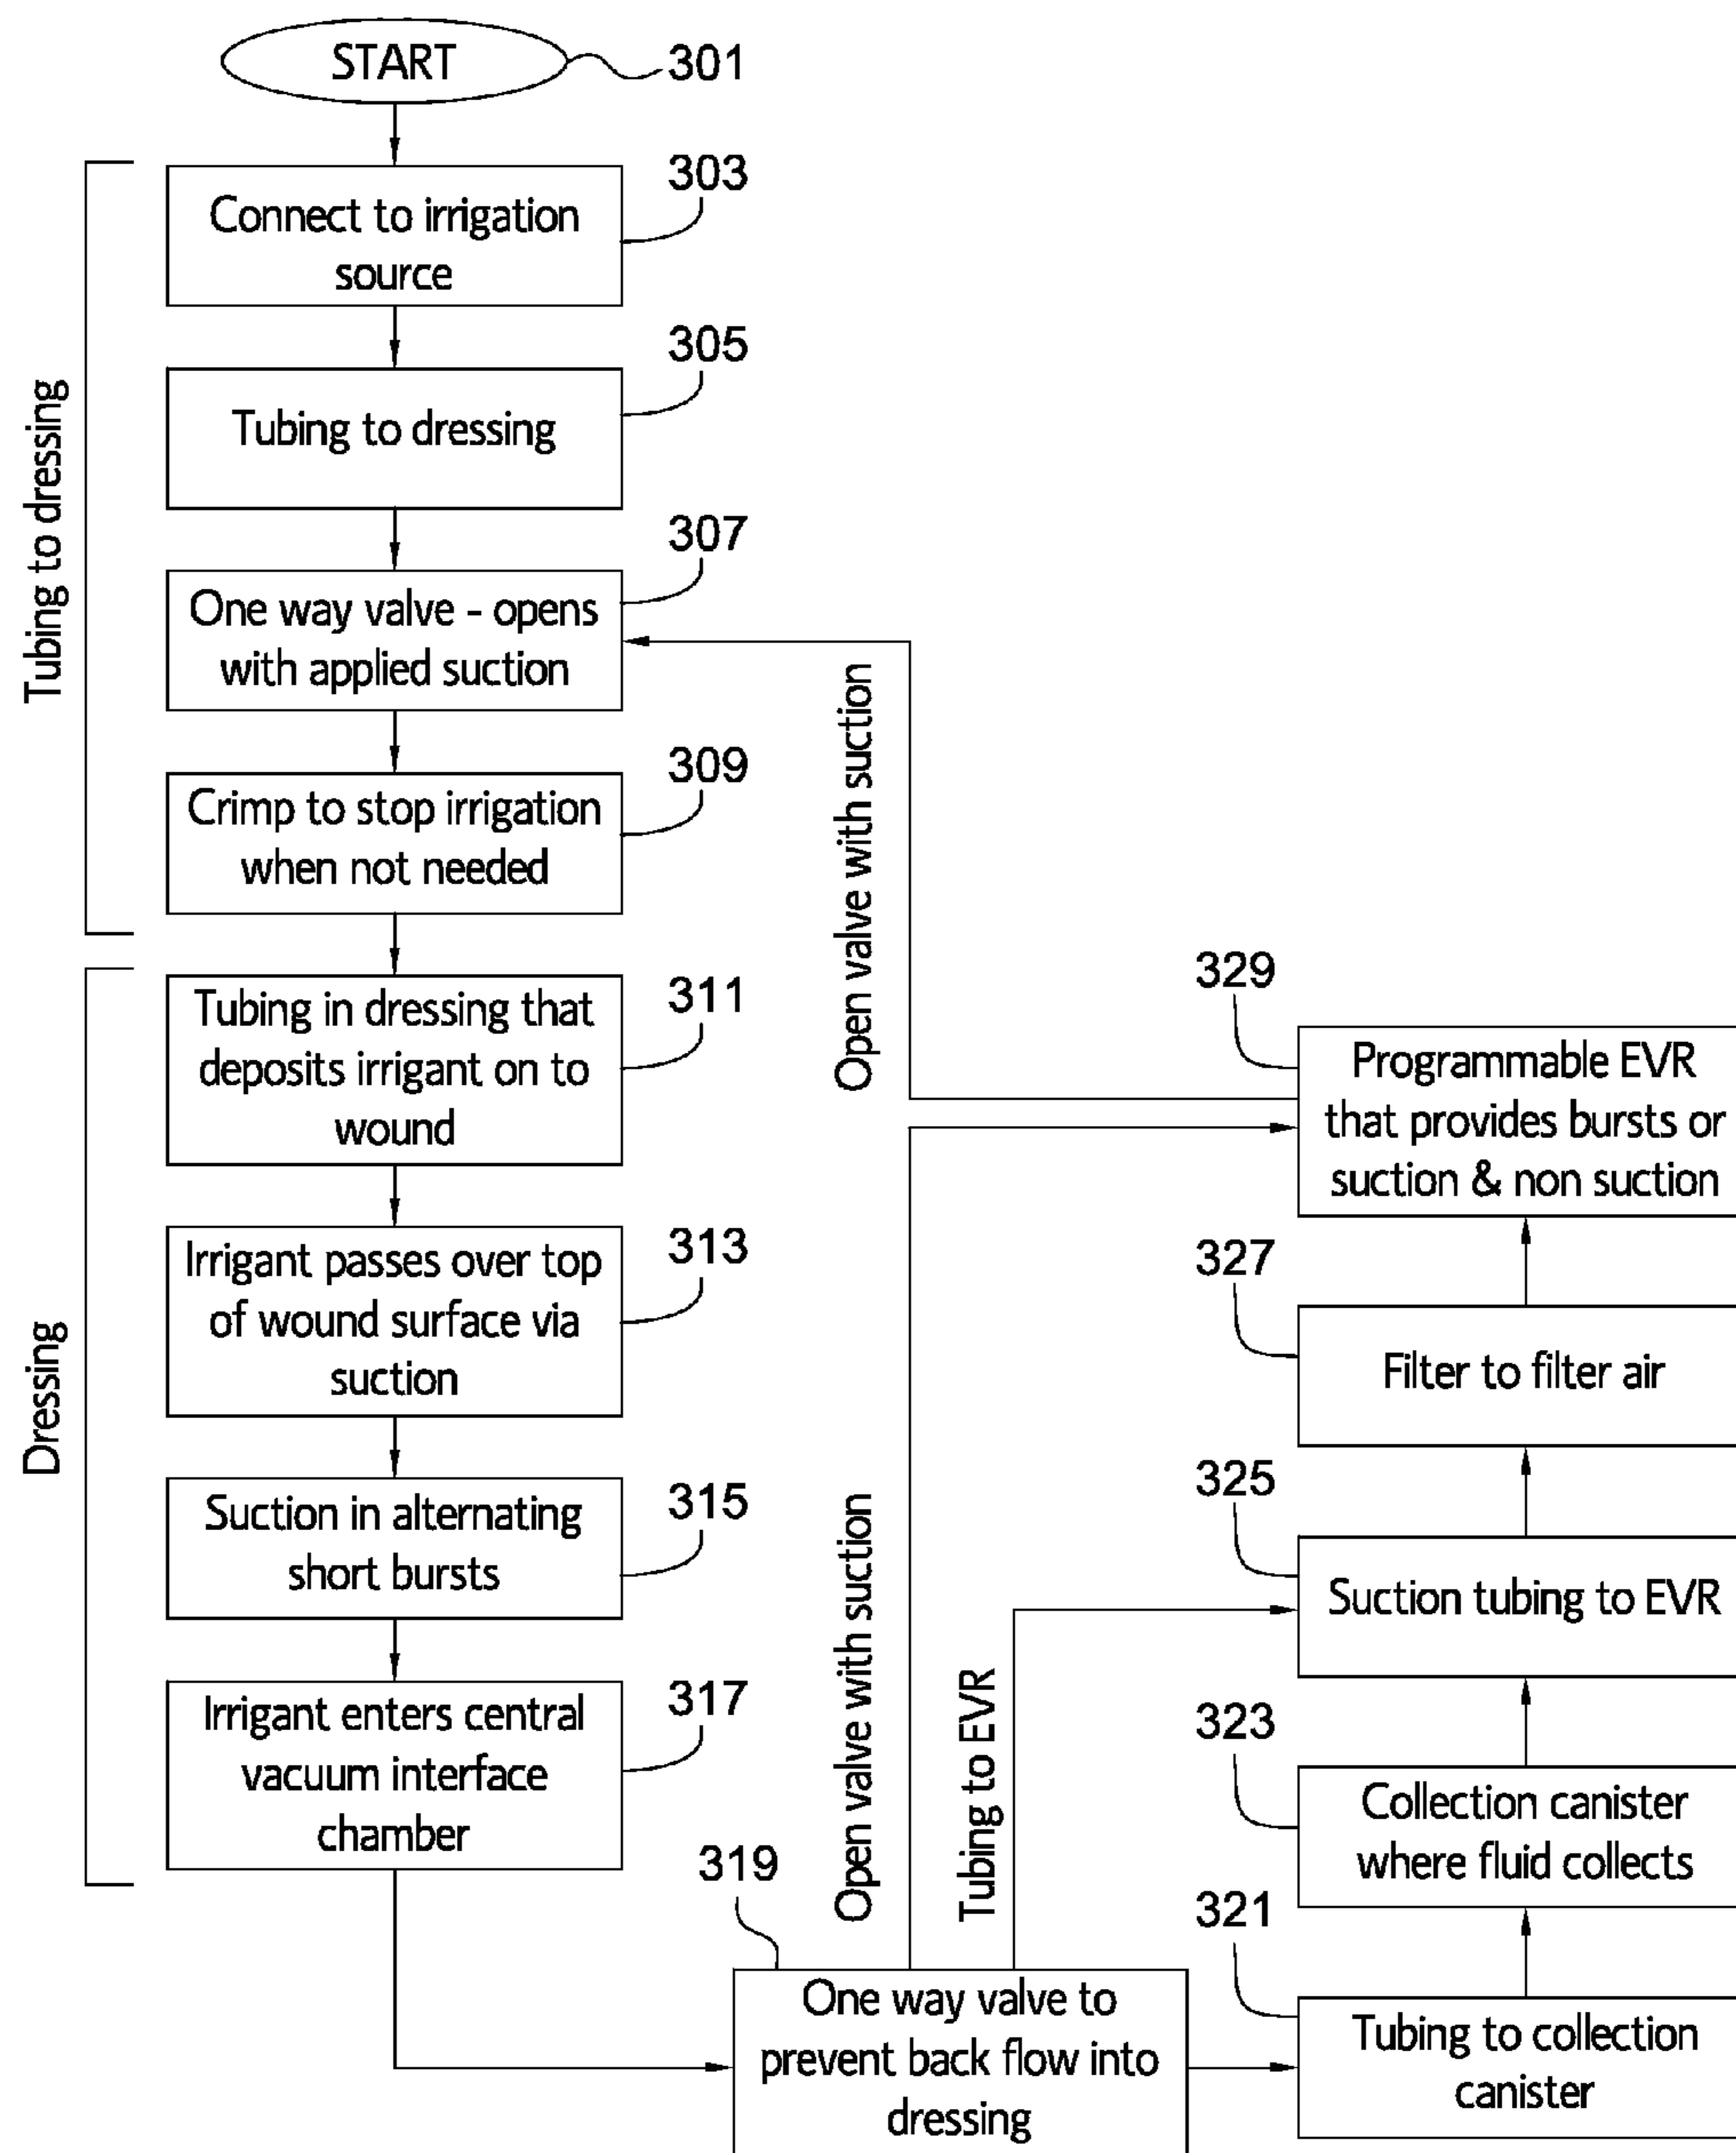 START
301
303
Connect to irrigation
source
305
Tubing to dressing
307
One way valve - opens
with applied suction
309
Crimp to stop irrigation
when not needed
Tubing to dressing
311
Tubing in dressing that
deposits irrigant on to
wound
313
Irrigant passes over top
of wound surface via
suction
315
Suction in alternating
short bursts
317
Irrigant enters central
vacuum interface
chamber
Dressing
319
One way valve to
prevent back flow into
dressing
Open valve with suction
Open valve with suction
Tubing to EVR
329
Programmable EVR
that provides bursts or
suction & non suction
327
Filter to filter air
325
Suction tubing to EVR
323
Collection canister
where fluid collects
321
Tubing to collection
canister